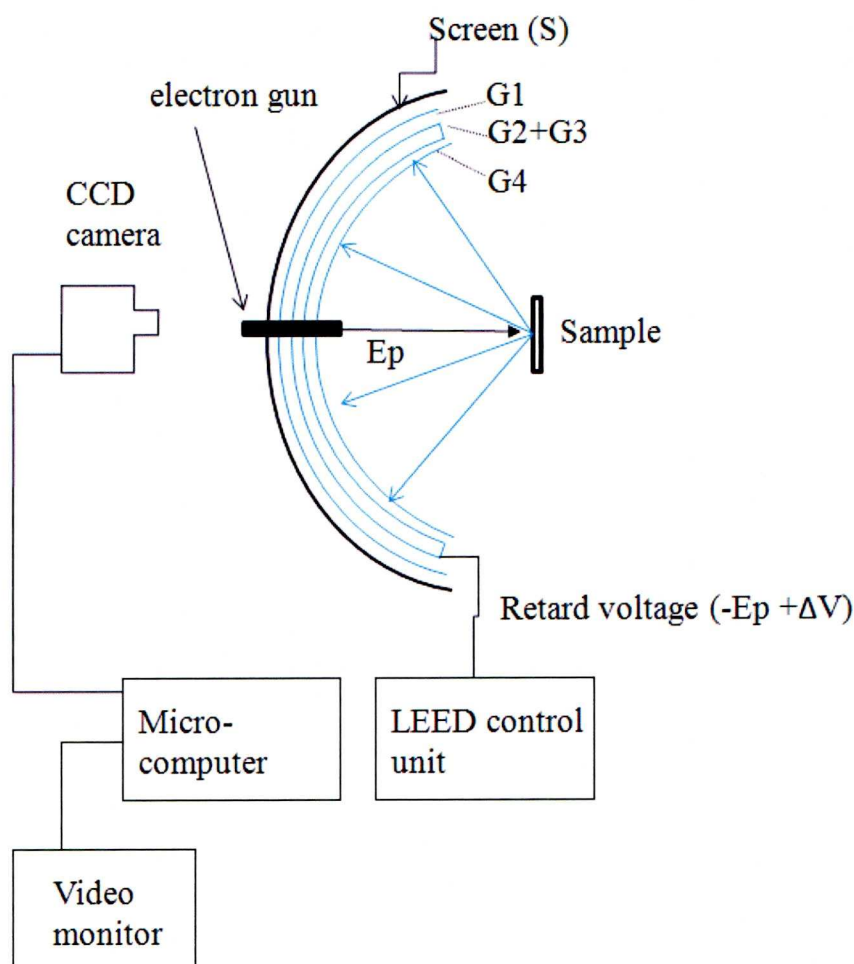 Screen (S)
electron gun
G1
G2+G3
G4
CCD
camera
Ep
Sample
Retard voltage (-Ep +ΔV)
Micro-
computer
LEED control
unit
Video
monitor